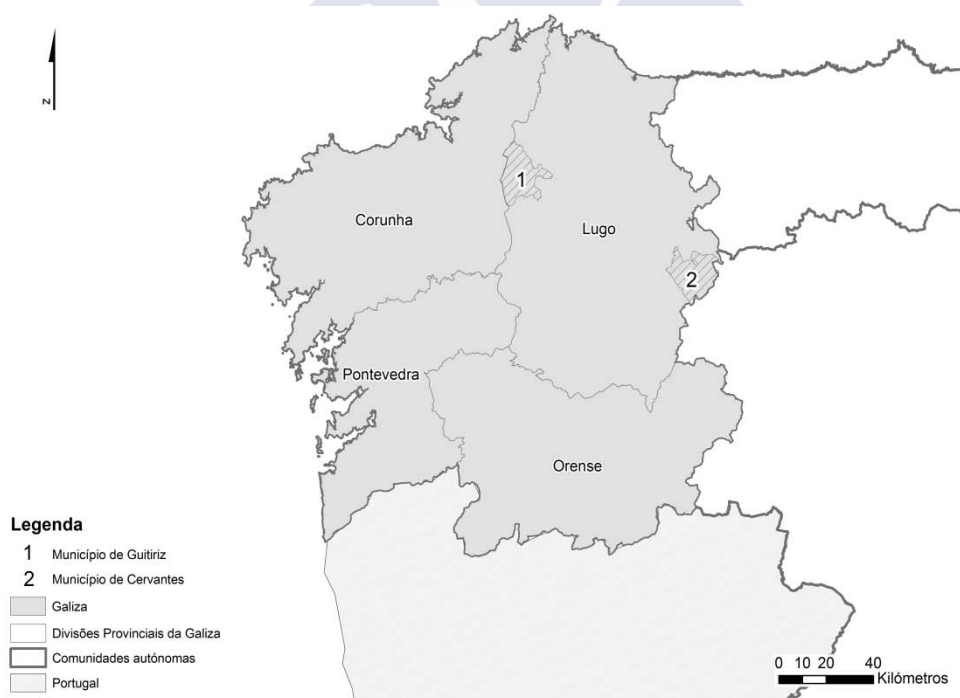 N
1
Corunha
Lugo
2
Pontevedra
Orense
Legenda
1 Município de Guitiriz
2 Município de Cervantes
Galiza
Divisões Provinciais da Galiza
Comunidades autónomas
Portugal
0 10 20 40
Kilómetros